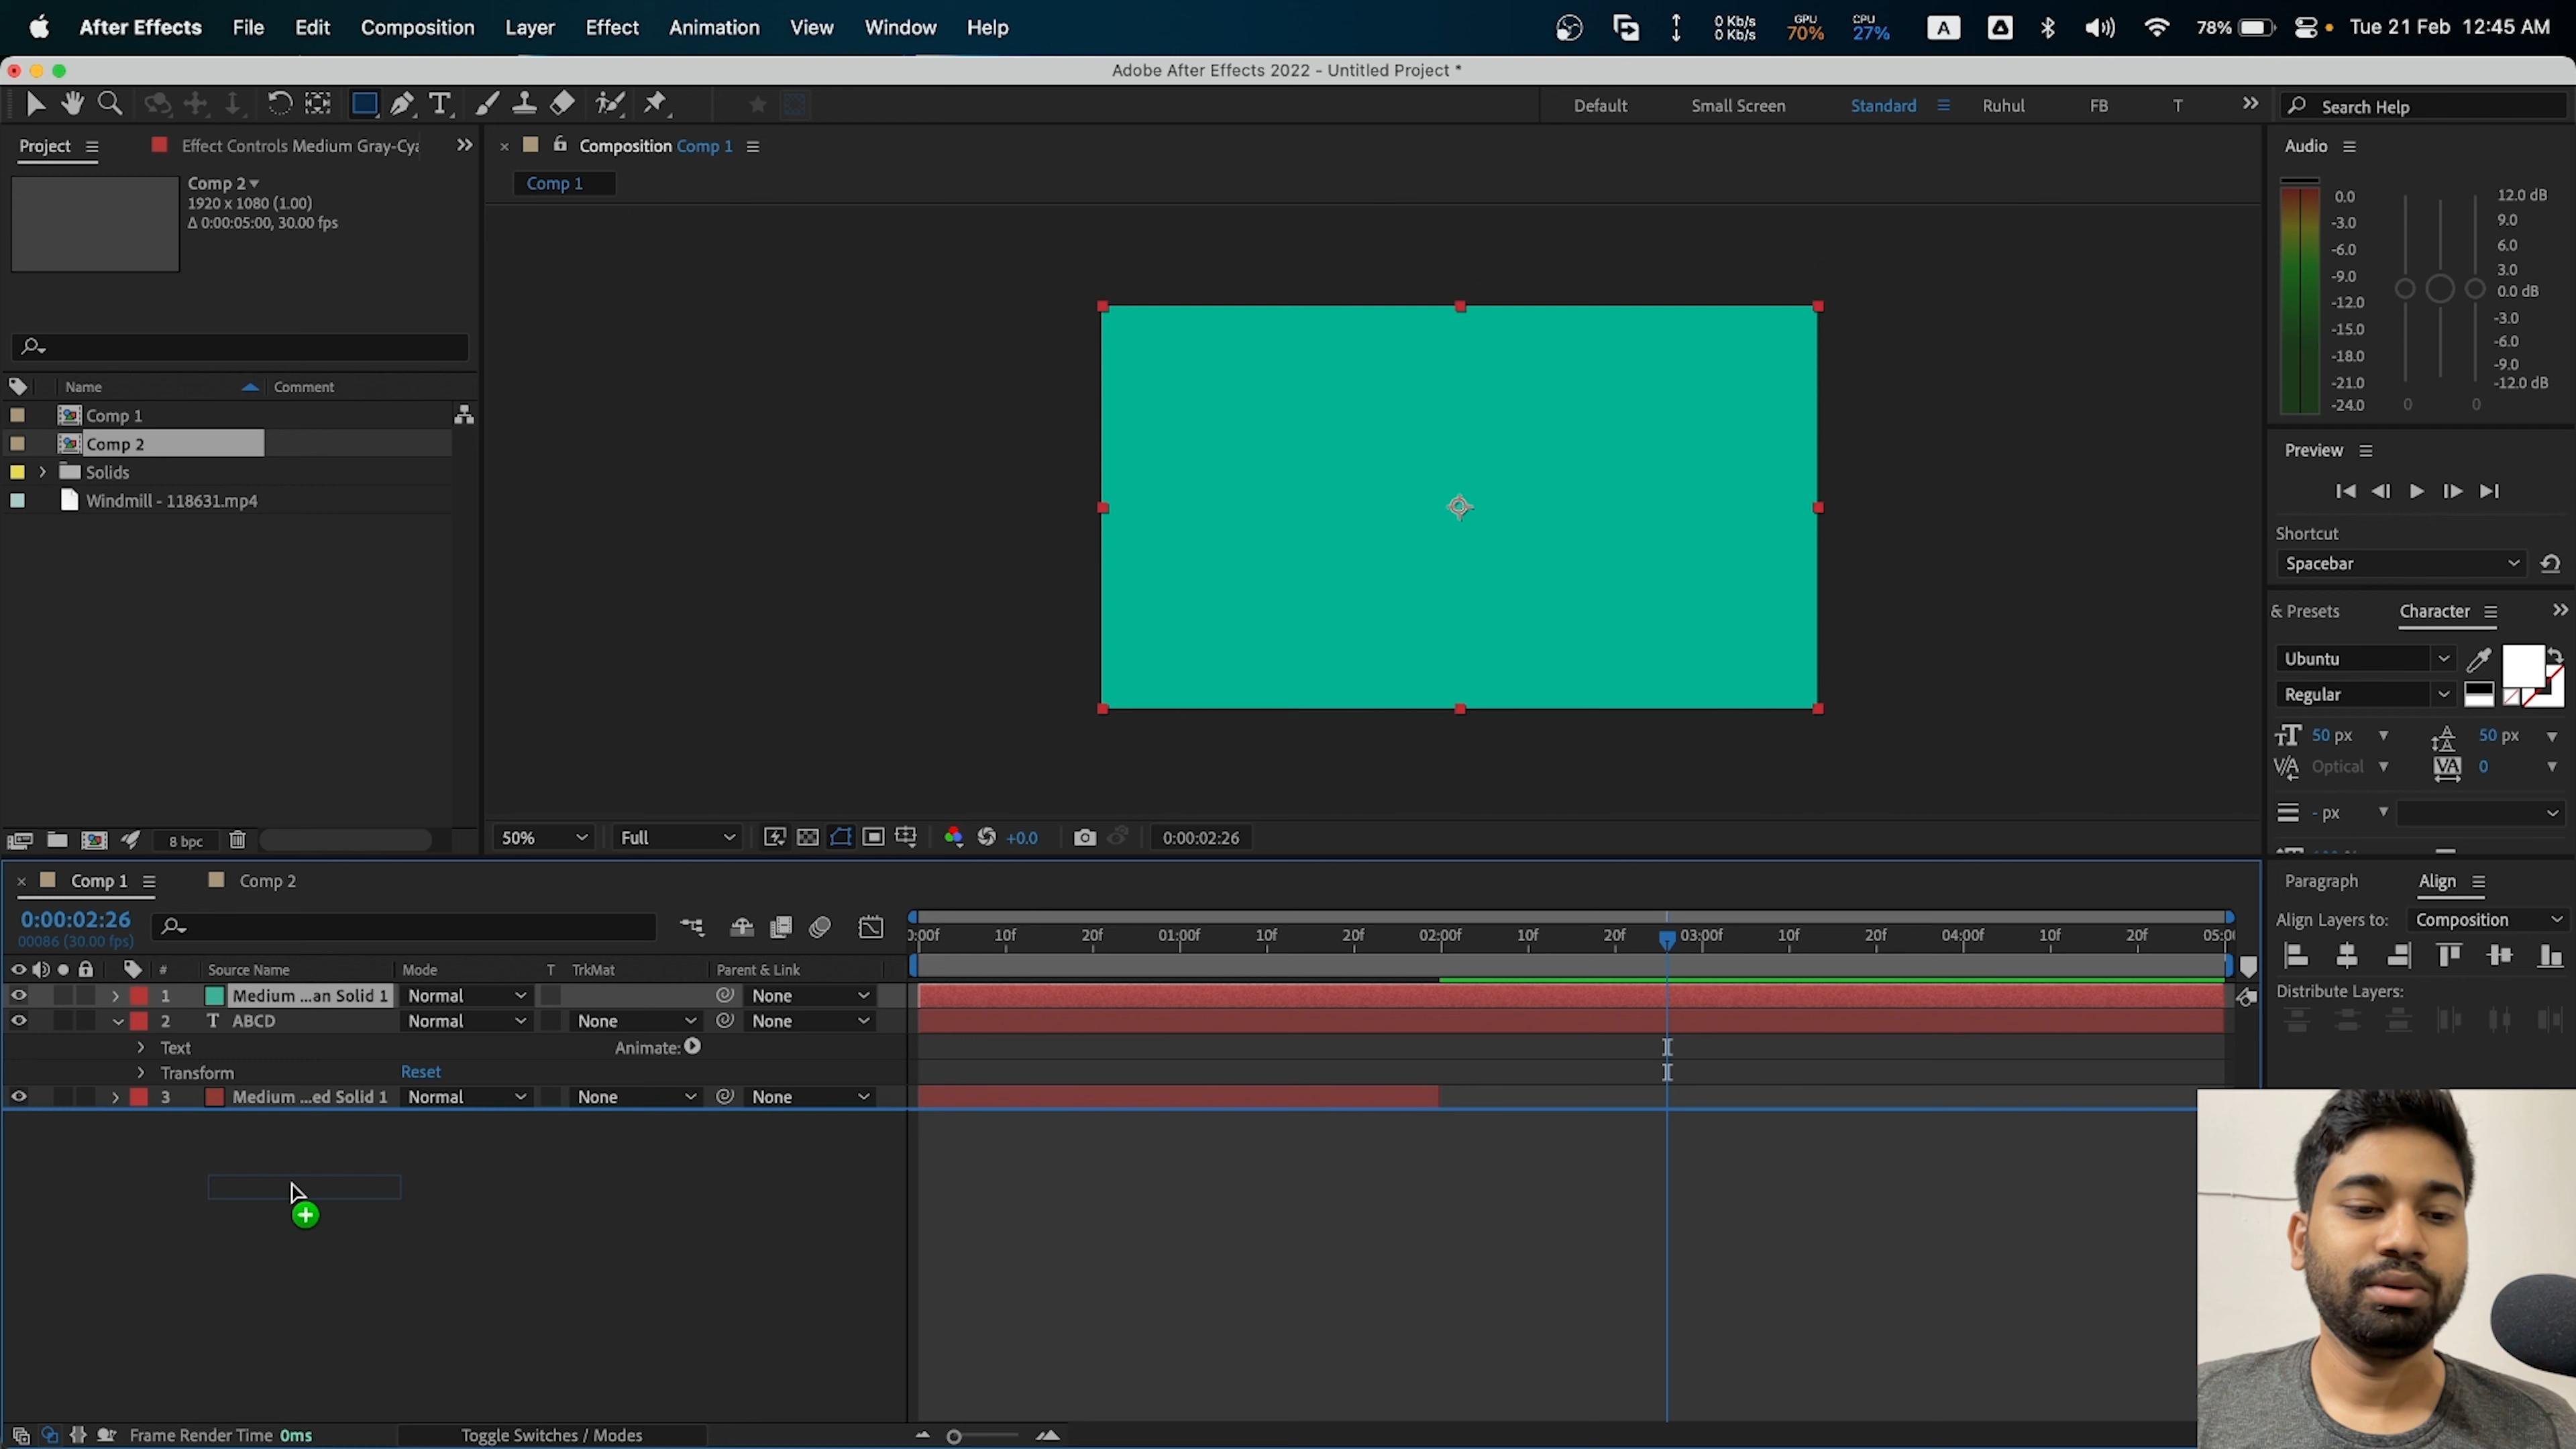 After Effects File Edit Composition Layer Effect Animation View Window Help
0 Kb/s
0 Kb/s
GPU
70%
CPU
27%
A
78%
Tue 21 Feb 12:45 AM
Adobe After Effects 2022 - Untitled Project *
T
Default Small Screen Standard Ruhul FB T
Search Help
Project
Effect Controls Medium Gray-Cya
Comp 2
1920 x 1080 (1.00)
Δ 0:00:05:00, 30.00 fps
Name Comment
Comp 1
Comp 2
Solids
Windmill - 118631.mp4
8 bpc
Composition Comp 1
Comp 1
50% Full +0.0 0:00:02:26
Audio
0.0
-3.0
-6.0
-9.0
-12.0
-15.0
-18.0
-21.0
-24.0
12.0 dB
9.0
6.0
3.0
0.0 dB
-3.0
-6.0
-9.0
-12.0 dB
0 0
Preview
Shortcut
Spacebar
& Presets Character
Ubuntu
Regular
50 px 50 px
Optical 0
- px
Paragraph Align
Align Layers to: Composition
Distribute Layers:
Comp 1 Comp 2
0:00:02:26
00086 (30.00 fps)
0:00f 10f 20f 01:00f 10f 20f 02:00f 10f 20f 03:00f 10f 20f 04:00f 10f 20f 05:0
# Source Name Mode T TrkMat Parent & Link
1 Medium ...an Solid 1 Normal None
2 T ABCD Normal None None
Text Animate:
Transform Reset
3 Medium ...ed Solid 1 Normal None None
Frame Render Time 0ms Toggle Switches / Modes